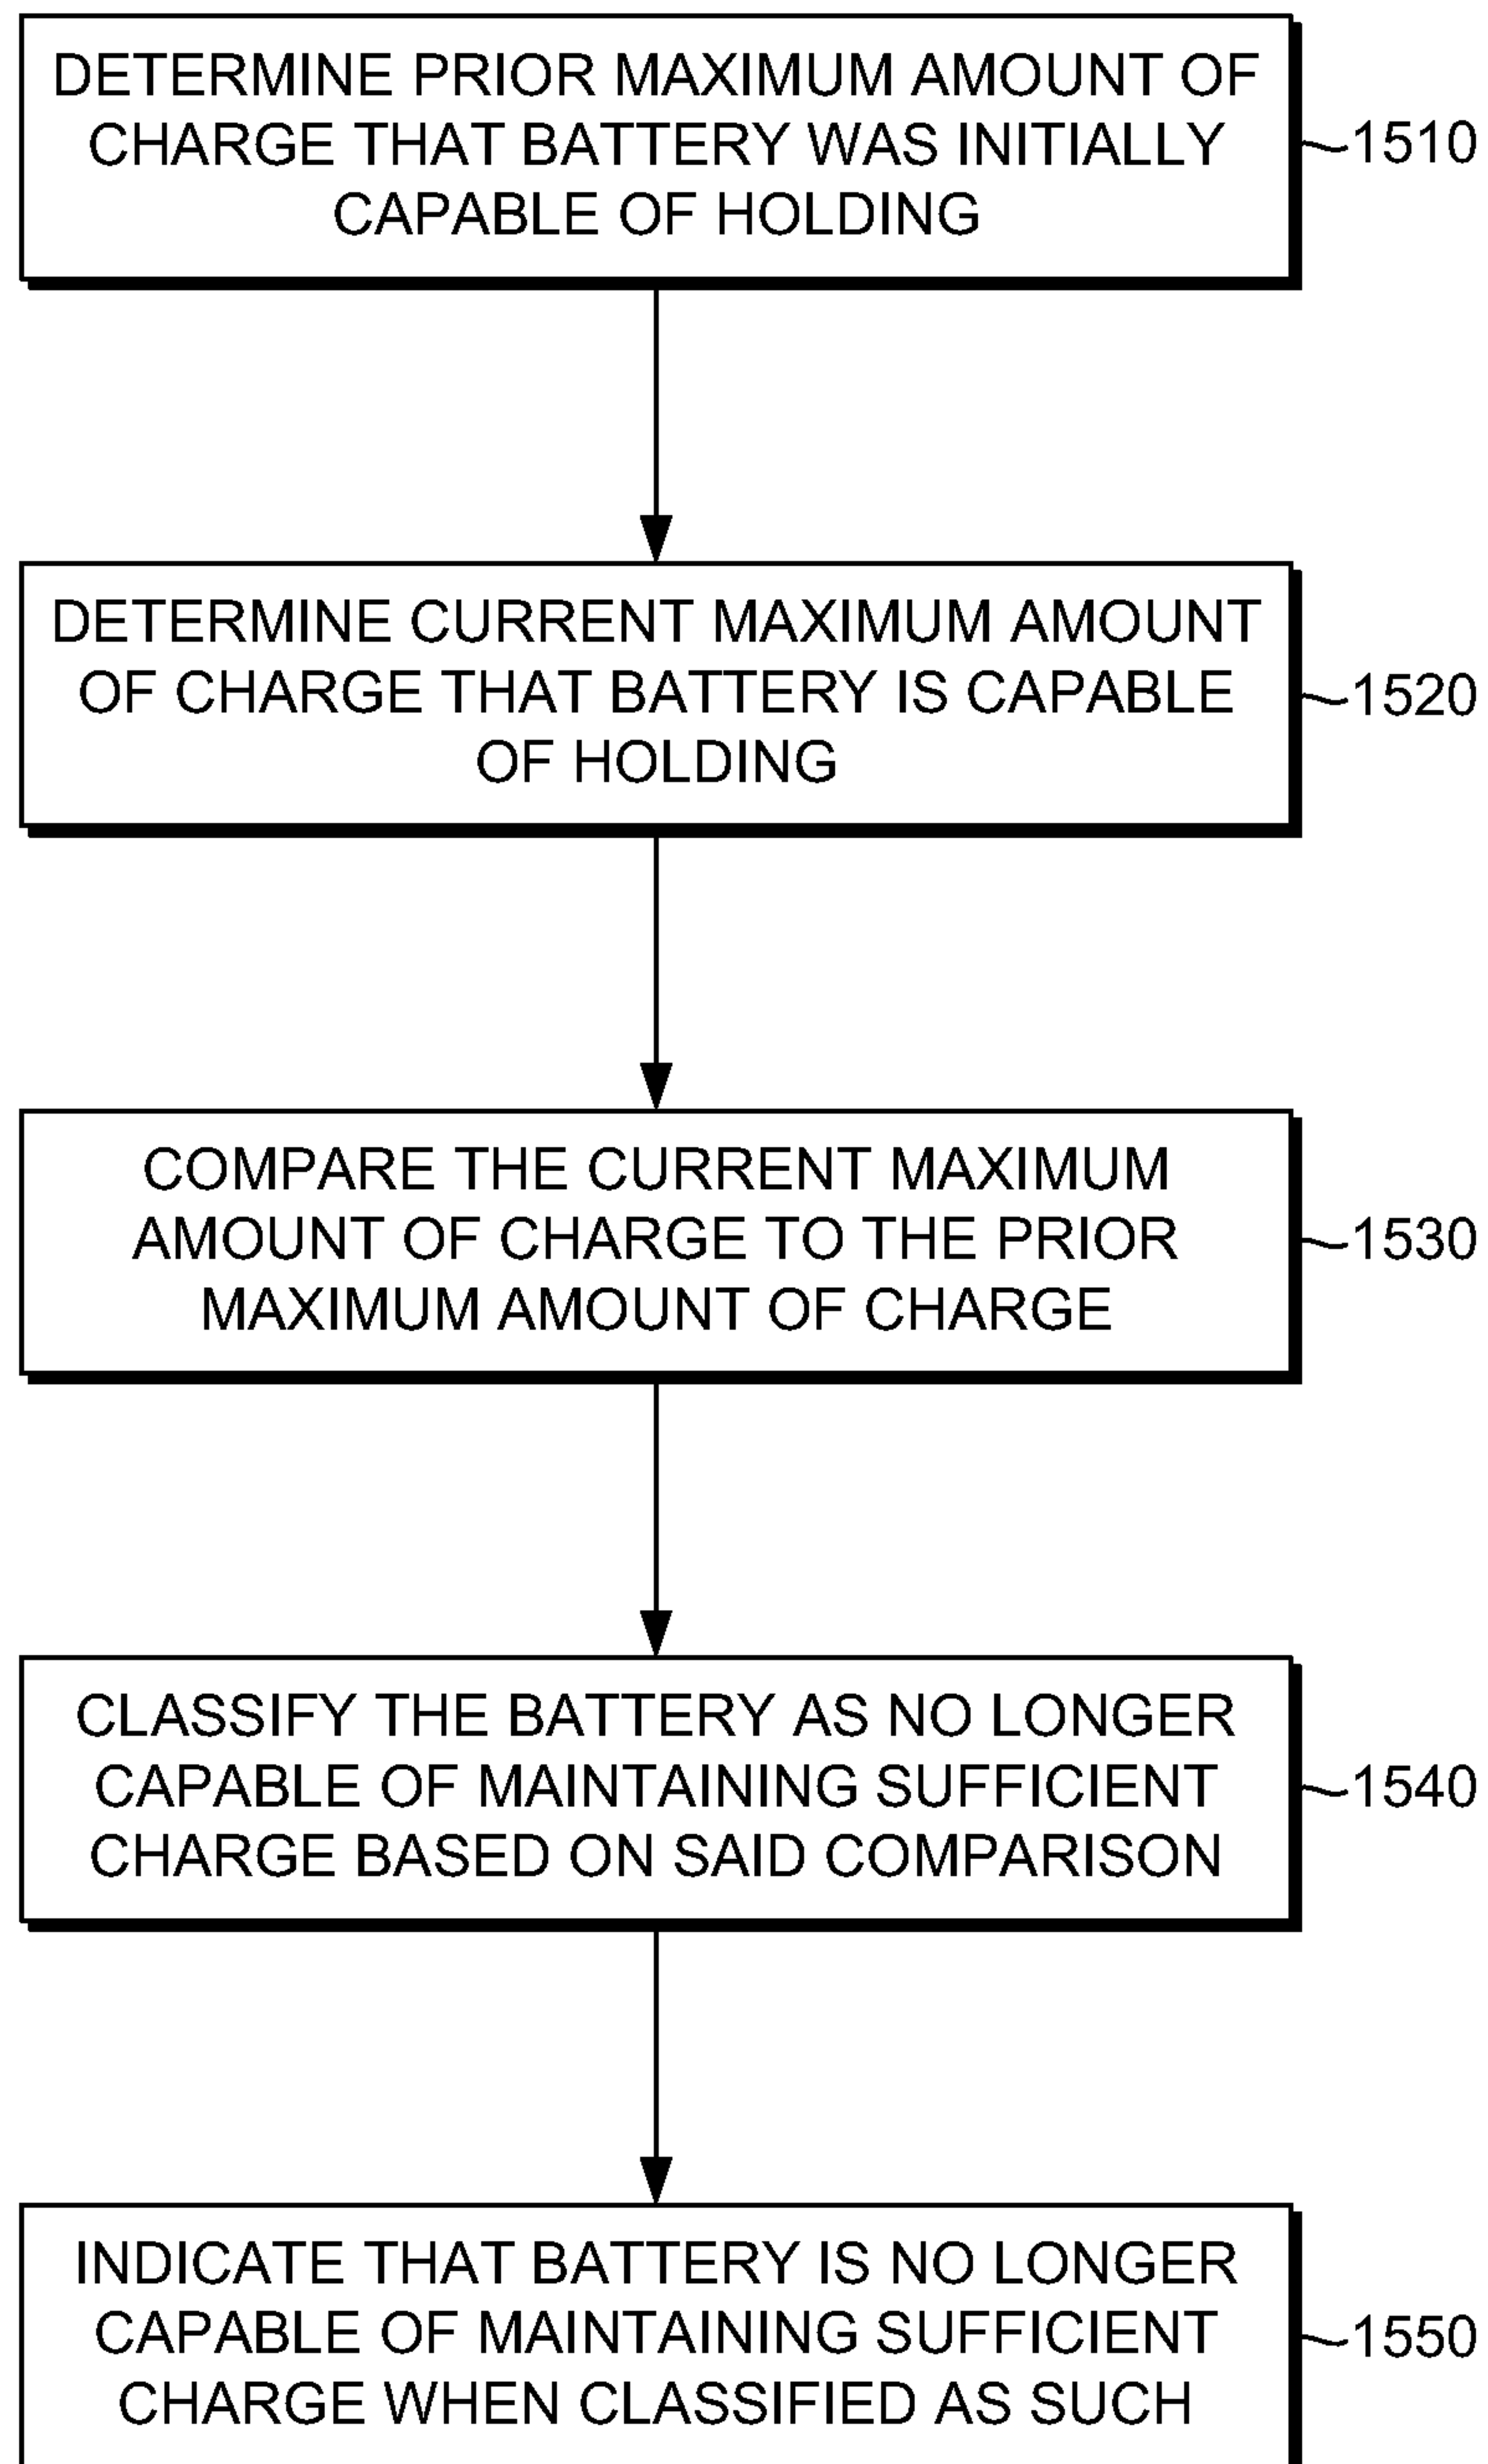 DETERMINE PRIOR MAXIMUM AMOUNT OF
CHARGE THAT BATTERY WAS INITIALLY
CAPABLE OF HOLDING
1510
DETERMINE CURRENT MAXIMUM AMOUNT
OF CHARGE THAT BATTERY IS CAPABLE
OF HOLDING
1520
COMPARE THE CURRENT MAXIMUM
AMOUNT OF CHARGE TO THE PRIOR
MAXIMUM AMOUNT OF CHARGE
1530
CLASSIFY THE BATTERY AS NO LONGER
CAPABLE OF MAINTAINING SUFFICIENT
CHARGE BASED ON SAID COMPARISON
1540
INDICATE THAT BATTERY IS NO LONGER
CAPABLE OF MAINTAINING SUFFICIENT
CHARGE WHEN CLASSIFIED AS SUCH
1550